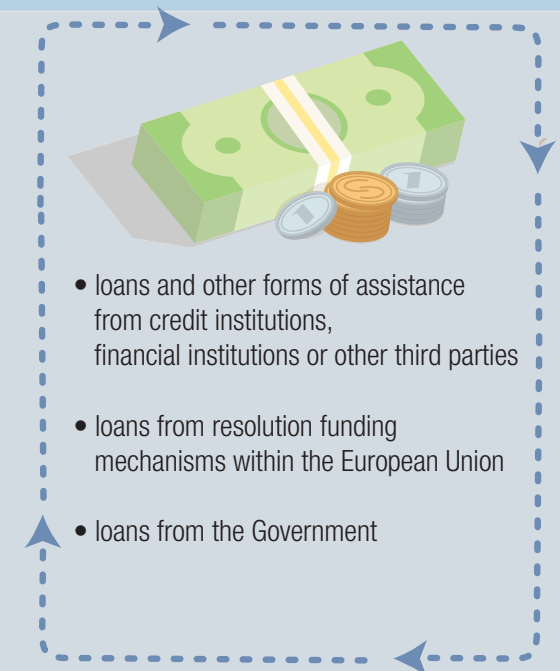 • loans and other forms of assistance
from credit institutions,
financial institutions or other third parties
• loans from resolution funding
mechanisms within the European Union
• loans from the Government